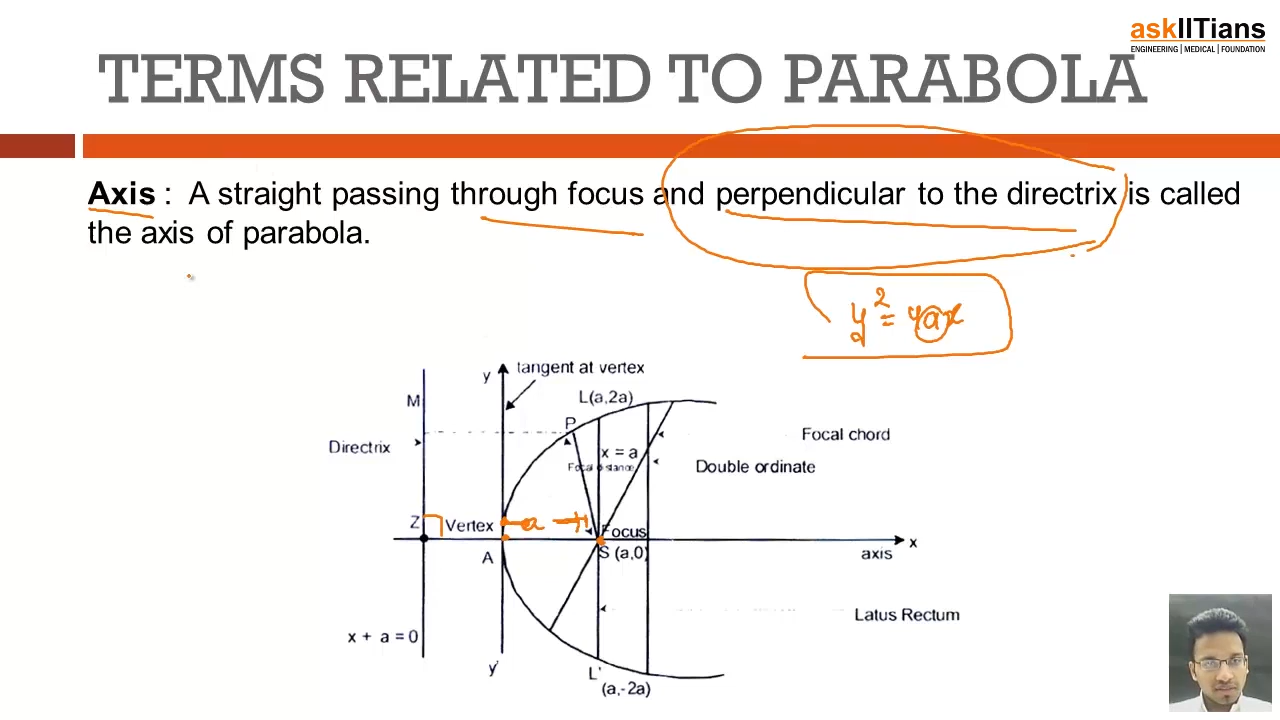 askIITians
ENGINEERING | MEDICAL | FOUNDATION
TERMS RELATED TO PARABOLA
Axis : A straight passing through focus and perpendicular to the directrix is called
the axis of parabola.
y² = 4ax
y
tangent at vertex
M
L(a,2a)
P
Directrix
Focal chord
x = a
Focal distance
Double ordinate
Z
Vertex
a
Focus
x
A
S (a,0)
axis
Latus Rectum
x + a = 0
y'
L'
(a,-2a)